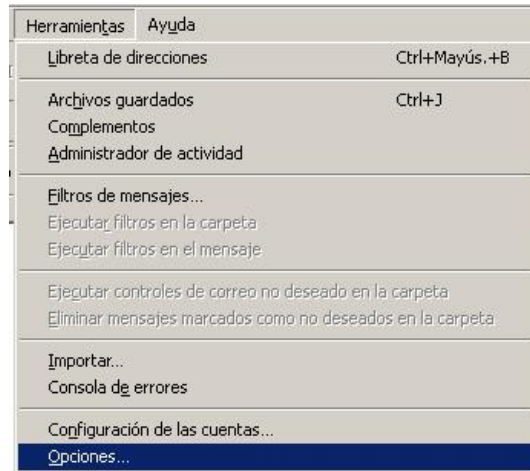 Herramientas Ayuda
Libreta de direcciones Ctrl+Mayús.+B
Archivos guardados Ctrl+J
Complementos
Administrador de actividad
Filtros de mensajes...
Ejecutar filtros en la carpeta
Ejecutar filtros en el mensaje
Ejecutar controles de correo no deseado en la carpeta
Eliminar mensajes marcados como no deseados en la carpeta
Importar...
Consola de errores
Configuración de las cuentas...
Opciones...